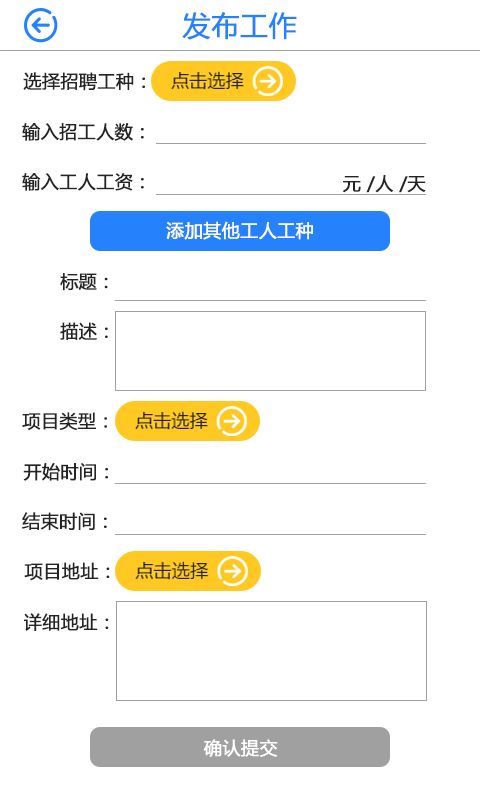 发布工作
选择招聘工种：点击选择
输入招工人数：
输入工人工资： 元 /人 /天
添加其他工人工种
标题：
描述：
项目类型：点击选择
开始时间：
结束时间：
项目地址：点击选择
详细地址：
确认提交